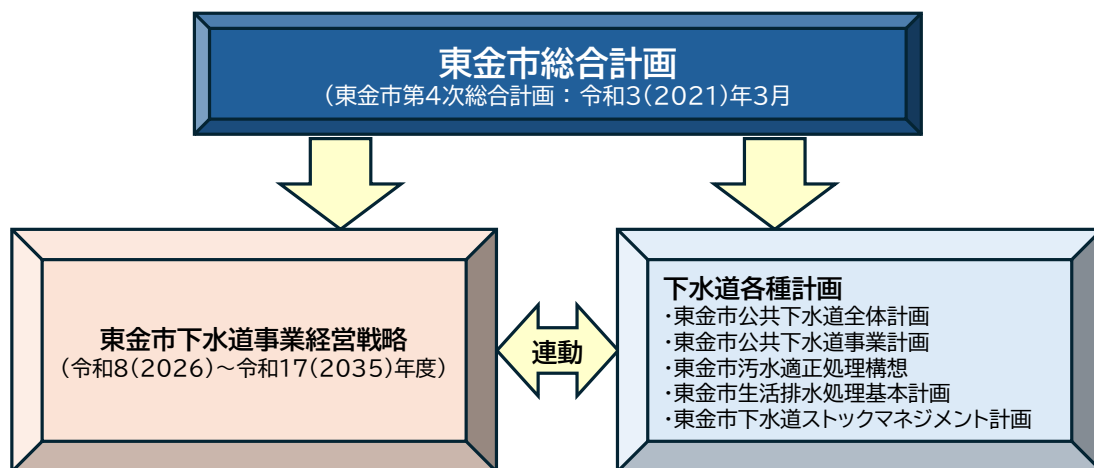 東金市総合計画
（東金市第4次総合計画：令和3(2021)年3月
東金市下水道事業経営戦略
（令和8(2026)～令和17(2035)年度）
連動
下水道各種計画
・東金市公共下水道全体計画
・東金市公共下水道事業計画
・東金市汚水適正処理構想
・東金市生活排水処理基本計画
・東金市下水道ストックマネジメント計画